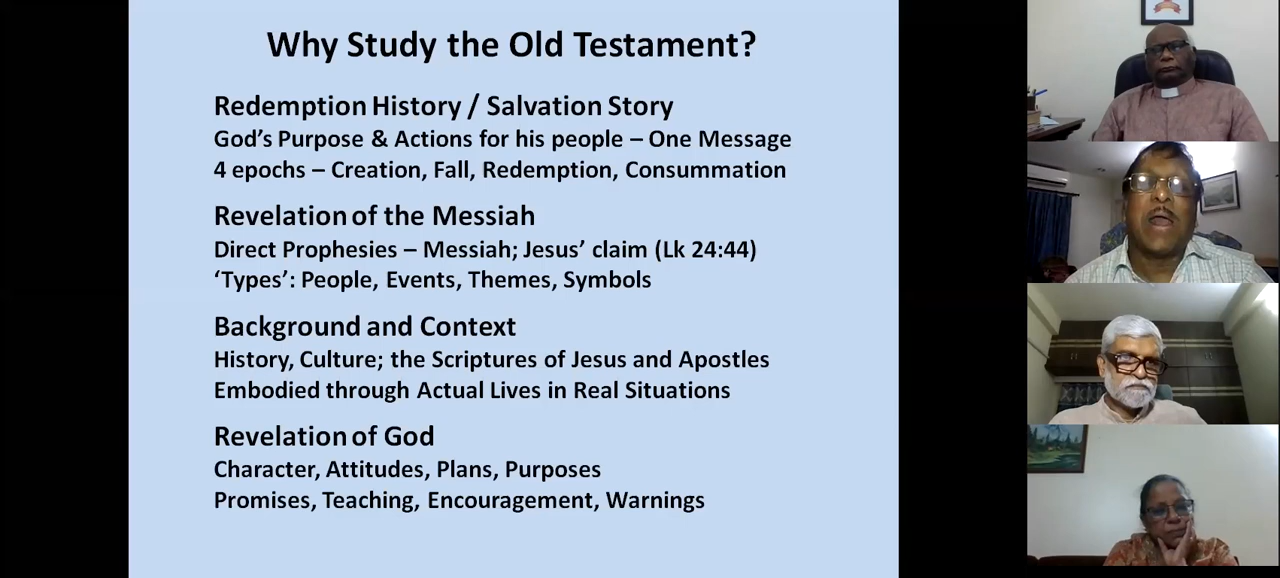 Why Study the Old Testament?
Redemption History / Salvation Story
God's Purpose & Actions for his people – One Message
4 epochs – Creation, Fall, Redemption, Consummation
Revelation of the Messiah
Direct Prophesies – Messiah; Jesus' claim (Lk 24:44)
‘Types’: People, Events, Themes, Symbols
Background and Context
History, Culture; the Scriptures of Jesus and Apostles
Embodied through Actual Lives in Real Situations
Revelation of God
Character, Attitudes, Plans, Purposes
Promises, Teaching, Encouragement, Warnings